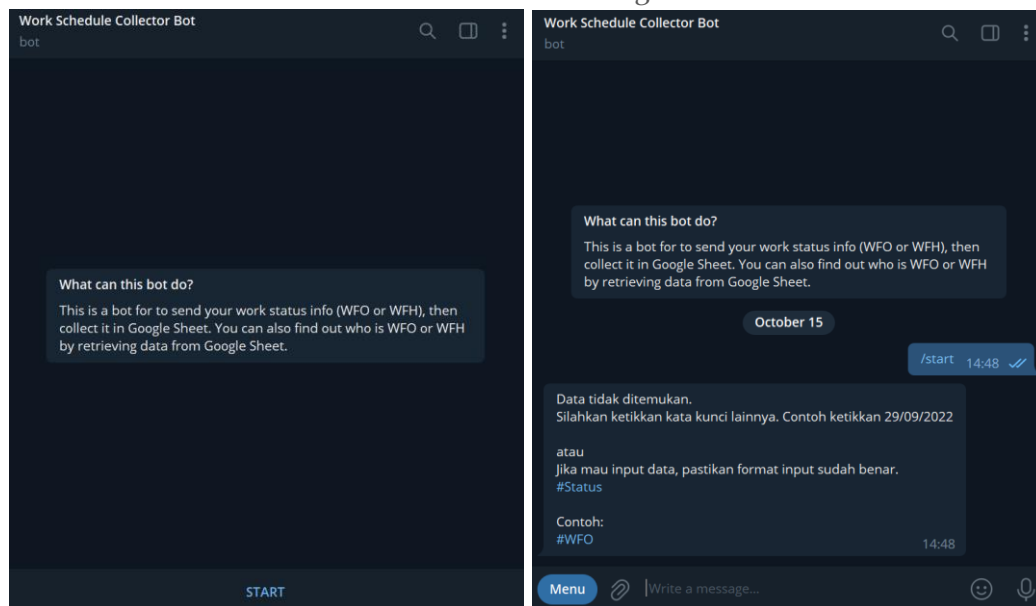 Work Schedule Collector Bot
bot
What can this bot do?
This is a bot for to send your work status info (WFO or WFH), then
collect it in Google Sheet. You can also find out who is WFO or WFH
by retrieving data from Google Sheet.
START
Work Schedule Collector Bot
bot
What can this bot do?
This is a bot for to send your work status info (WFO or WFH), then
collect it in Google Sheet. You can also find out who is WFO or WFH
by retrieving data from Google Sheet.
October 15
/start 14:48
Data tidak ditemukan.
Silahkan ketikkan kata kunci lainnya. Contoh ketikkan 29/09/2022
atau
Jika mau input data, pastikan format input sudah benar.
#Status
Contoh:
#WFO
14:48
Menu
Write a message...